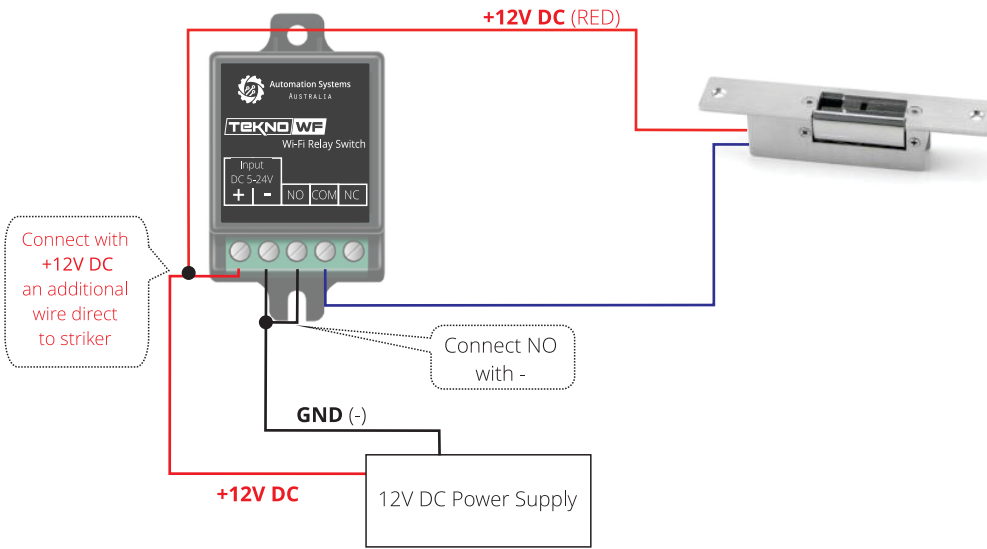 +12V DC (RED)
Automation Systems
AUSTRALIA
TEKNO WF
Wi-Fi Relay Switch
Input
DC 5-24V
+ - NO COM NC
Connect with
+12V DC
an additional
wire direct
to striker
Connect NO
with -
GND (-)
+12V DC
12V DC Power Supply